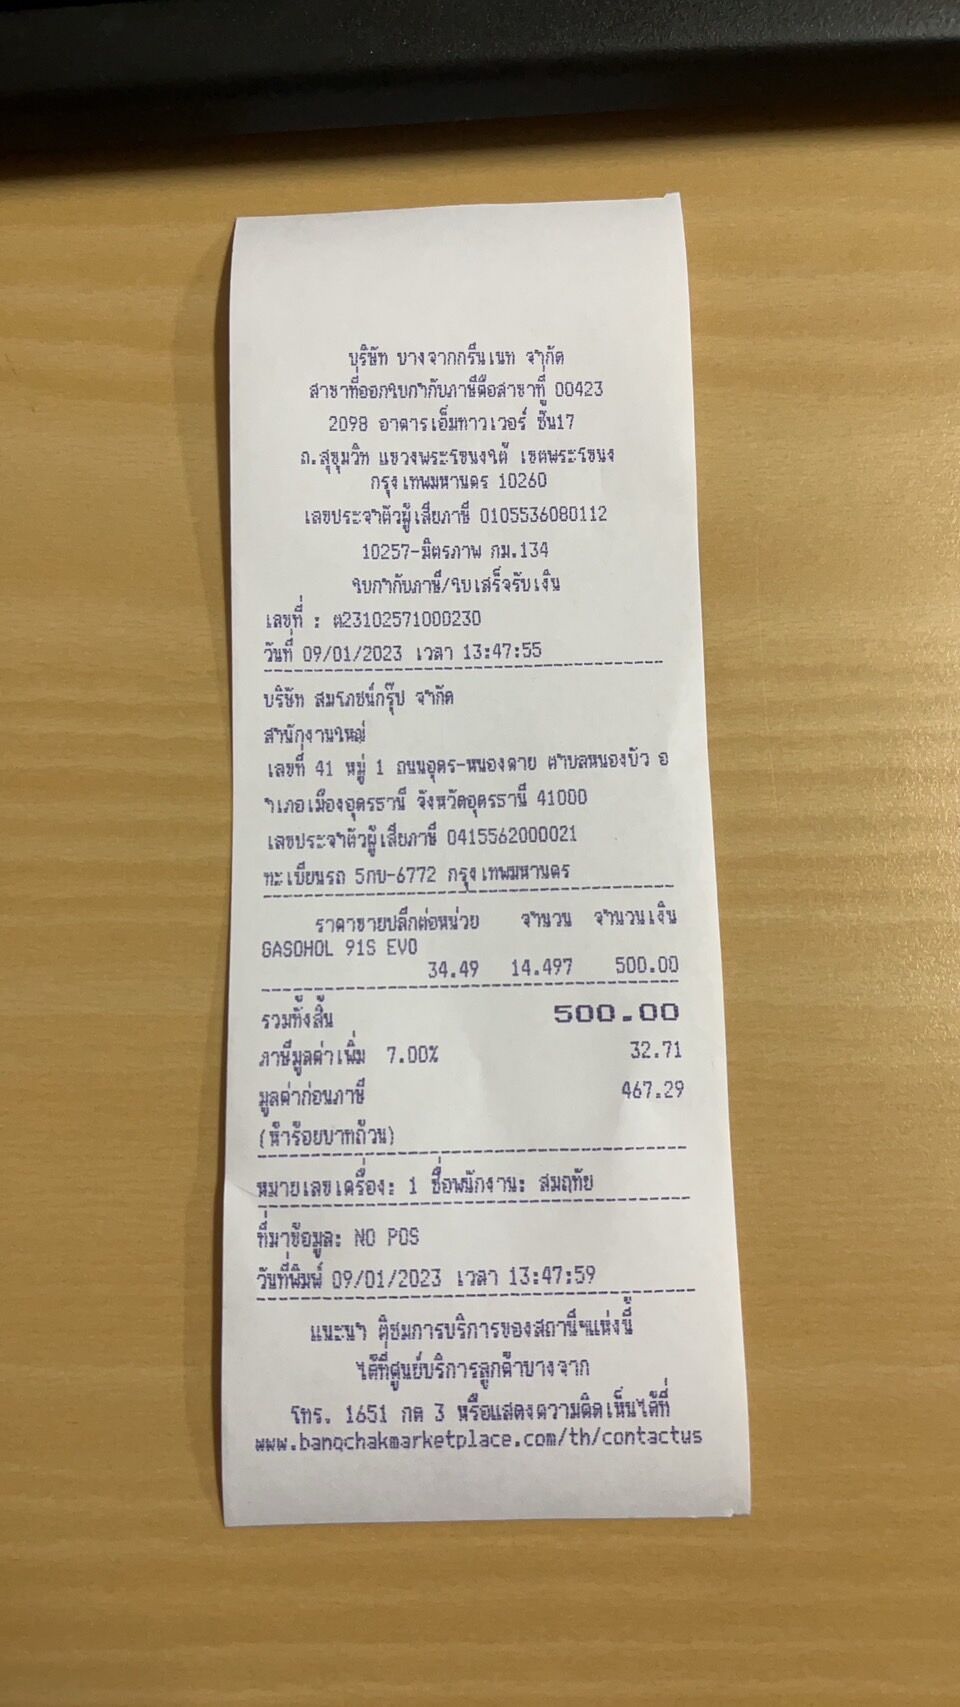 บริษัท บางจากกรีนเนท จำกัด
สาขาที่ออกใบกำกับภาษีคือสาขาที่ 00423
2098 อาคารเอ็มทาวเวอร์ ชั้น17
ถ.สุขุมวิท แขวงพระโขนงใต้ เขตพระโขนง
กรุงเทพมหานคร 10260
เลขประจำตัวผู้เสียภาษี 0105536080112
10257-มิตรภาพ กม.134
ใบกำกับภาษี/ใบเสร็จรับเงิน
เลขที่ : ต23102571000230
วันที่ 09/01/2023 เวลา 13:47:55
บริษัท สมโภชน์กรุ๊ป จำกัด
สำนักงานใหญ่
เลขที่ 41 หมู่ 1 ถนนอุดร-หนองคาย ตำบลหนองบัว อ
ำเภอเมืองอุดรธานี จังหวัดอุดรธานี 41000
เลขประจำตัวผู้เสียภาษี 0415562000021
ทะเบียนรถ 5กบ-6772 กรุงเทพมหานคร
ราคาขายปลีกต่อหน่วย จำนวน จำนวนเงิน
GASOHOL 91S EVO
34.49 14.497 500.00
รวมทั้งสิ้น 500.00
ภาษีมูลค่าเพิ่ม 7.00% 32.71
มูลค่าก่อนภาษี 467.29
(ห้าร้อยบาทถ้วน)
หมายเลขเครื่อง: 1 ชื่อพนักงาน: สมฤทัย
ที่มาข้อมูล: NO POS
วันที่พิมพ์ 09/01/2023 เวลา 13:47:59
แนะนำ ติชมการบริการของสถานีฯแห่งนี้
ได้ที่ศูนย์บริการลูกค้าบางจาก
โทร. 1651 กด 3 หรือแสดงความคิดเห็นได้ที่
www.bangchakmarketplace.com/th/contactus